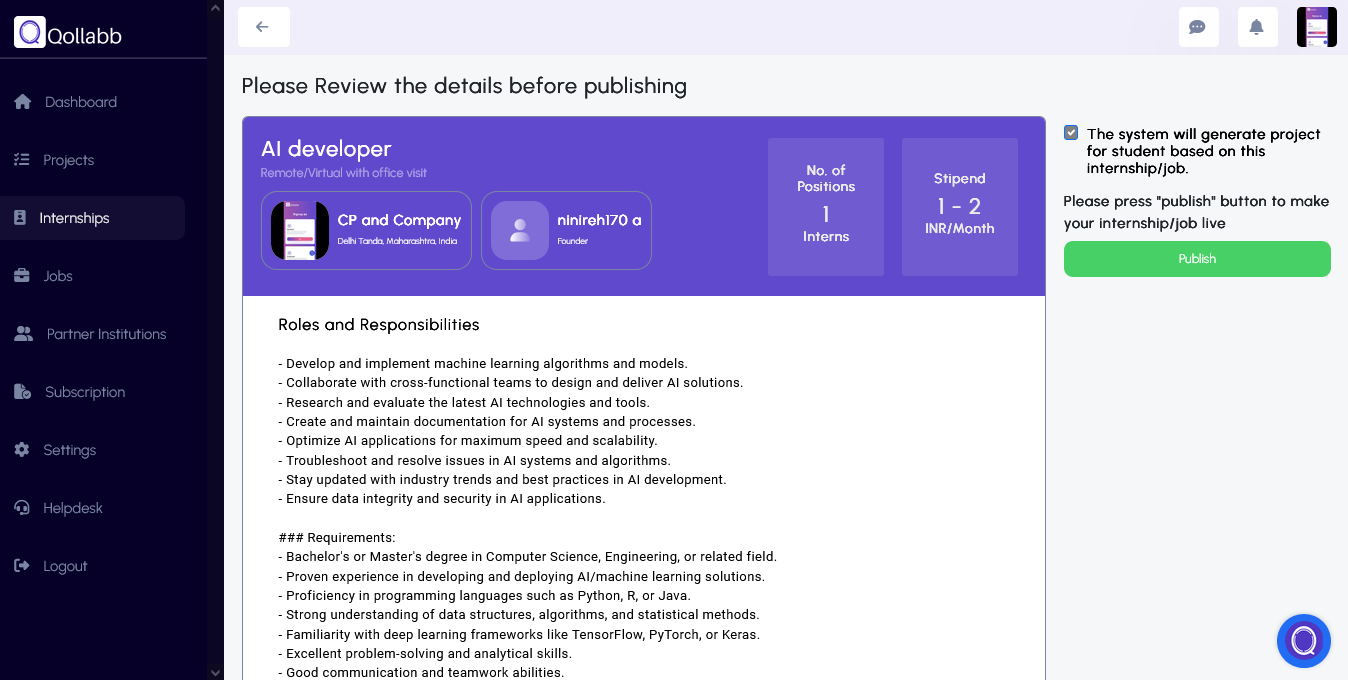 Qollabb
Dashboard
Projects
Internships
Jobs
Partner Institutions
Subscription
Settings
Helpdesk
Logout
Please Review the details before publishing
AI developer
Remote/Virtual with office visit
CP and Company
Delhi Tanda, Maharashtra, India
ninireh170 a
Founder
No. of
Positions
1
Interns
Stipend
1 - 2
INR/Month
Roles and Responsibilities
- Develop and implement machine learning algorithms and models.
- Collaborate with cross-functional teams to design and deliver AI solutions.
- Research and evaluate the latest AI technologies and tools.
- Create and maintain documentation for AI systems and processes.
- Optimize AI applications for maximum speed and scalability.
- Troubleshoot and resolve issues in AI systems and algorithms.
- Stay updated with industry trends and best practices in AI development.
- Ensure data integrity and security in AI applications.
### Requirements:
- Bachelor's or Master's degree in Computer Science, Engineering, or related field.
- Proven experience in developing and deploying AI/machine learning solutions.
- Proficiency in programming languages such as Python, R, or Java.
- Strong understanding of data structures, algorithms, and statistical methods.
- Familiarity with deep learning frameworks like TensorFlow, PyTorch, or Keras.
- Excellent problem-solving and analytical skills.
- Good communication and teamwork abilities.
The system will generate project
for student based on this
internship/job.
Please press "publish" button to make
your internship/job live
Publish